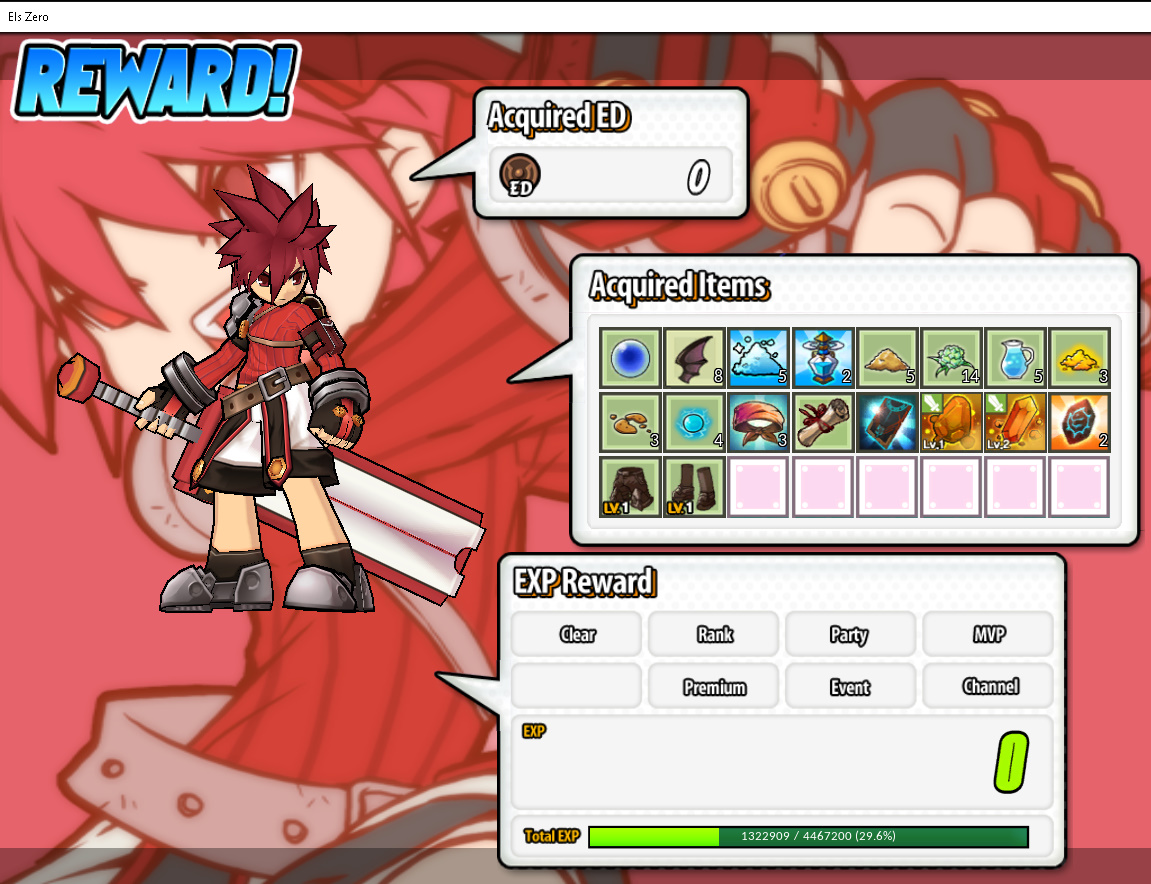 Els Zero
REWARD!
Acquired ED
ED 0
Acquired Items
8 5 2 5 14 5 3
3 4 3 Lv.1 Lv.2 2
LV.1 LV.1
EXP Reward
Clear Rank Party MVP
Premium Event Channel
EXP
0
Total EXP 1322909 / 4467200 (29.6%)